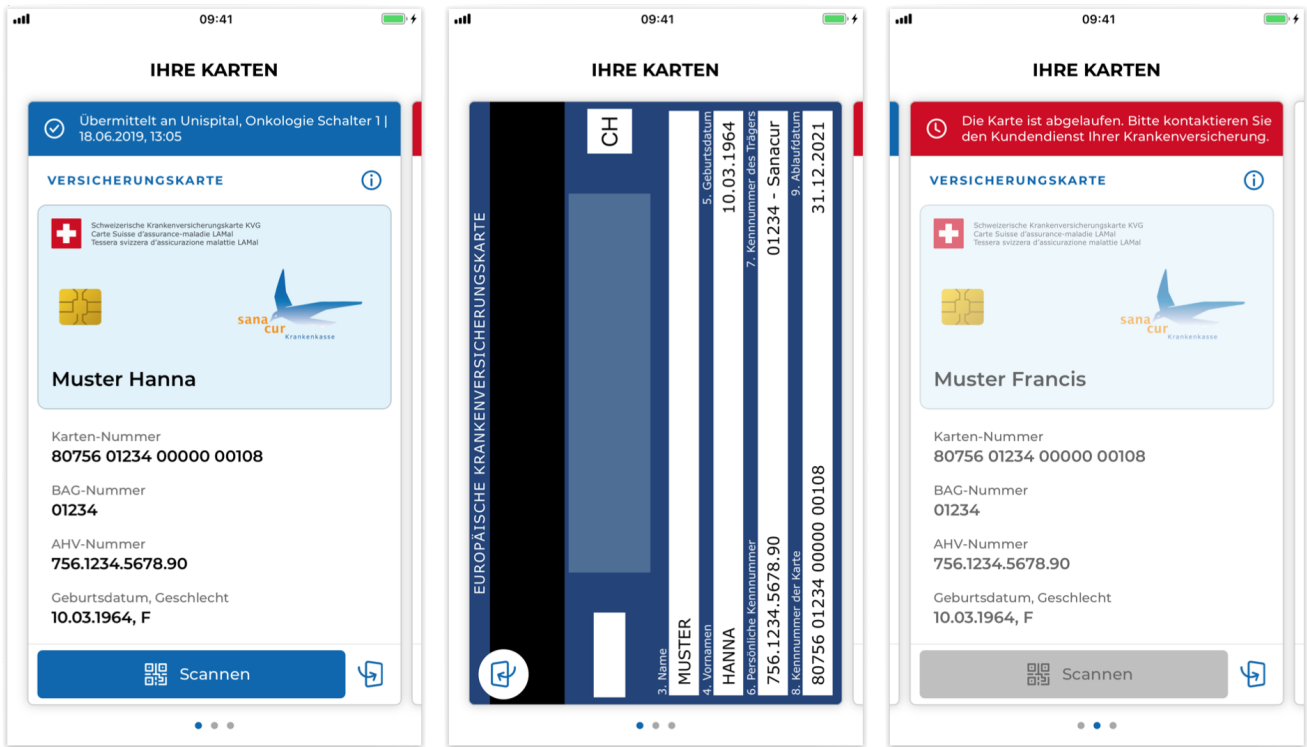 09:41
IHRE KARTEN
Übermittelt an Unispital, Onkologie Schalter 1 |
18.06.2019, 13:05
VERSICHERUNGSKARTE
Schweizerische Krankenversicherungskarte KVG
Carte Suisse d'assurance-maladie LAMal
Tessera svizzera d'assicurazione malattie LAMal
sana
cur
Krankenkasse
Muster Hanna
Karten-Nummer
80756 01234 00000 00108
BAG-Nummer
01234
AHV-Nummer
756.1234.5678.90
Geburtsdatum, Geschlecht
10.03.1964, F
Scannen
09:41
IHRE KARTEN
EUROPÄISCHE KRANKENVERSICHERUNGSKARTE
CH
3. Name
MUSTER
4. Vornamen 5. Geburtsdatum
HANNA 10.03.1964
6. Persönliche Kennnummer 7. Kennnummer des Trägers
756.1234.5678.90 01234 - Sanacur
8. Kennnummer der Karte 9. Ablaufdatum
80756 01234 00000 00108 31.12.2021
09:41
IHRE KARTEN
Die Karte ist abgelaufen. Bitte kontaktieren Sie
den Kundendienst Ihrer Krankenversicherung.
VERSICHERUNGSKARTE
Schweizerische Krankenversicherungskarte KVG
Carte Suisse d'assurance-maladie LAMal
Tessera svizzera d'assicurazione malattie LAMal
sana
cur
Krankenkasse
Muster Francis
Karten-Nummer
80756 01234 00000 00108
BAG-Nummer
01234
AHV-Nummer
756.1234.5678.90
Geburtsdatum, Geschlecht
10.03.1964, F
Scannen